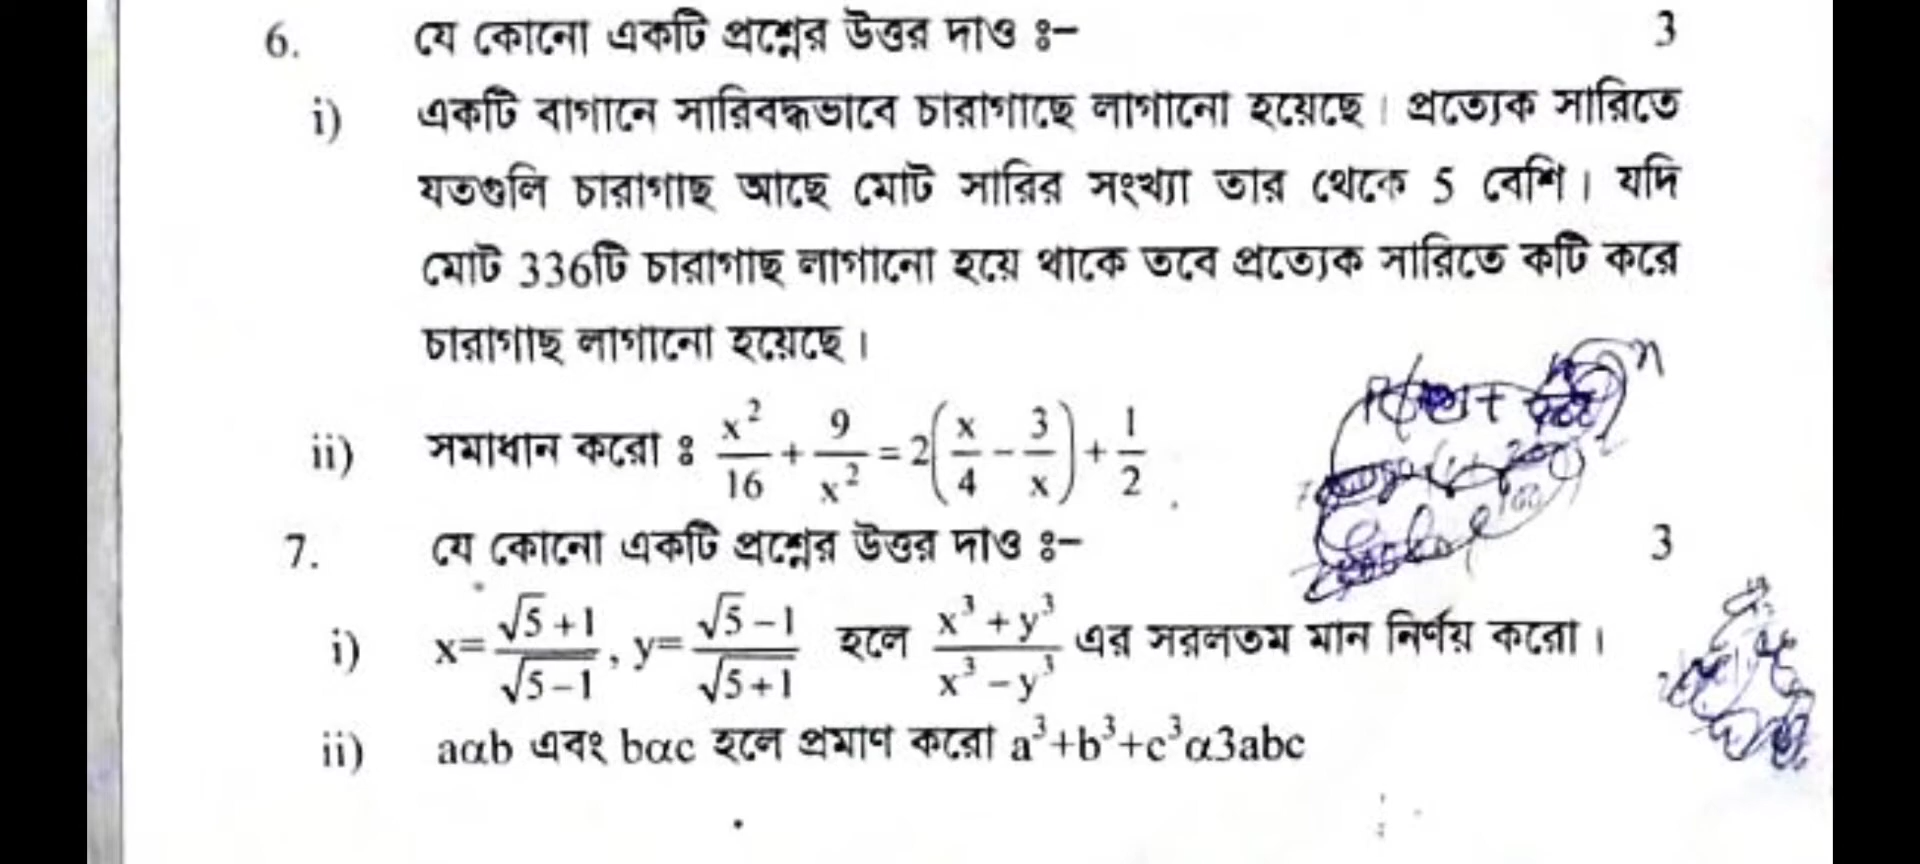 6. যে কোনো একটি প্রশ্নের উত্তর দাও ঃ– 3
i) একটি বাগানে সারিবদ্ধভাবে চারাগাছে লাগানো হয়েছে। প্রত্যেক সারিতে
যতগুলি চারাগাছ আছে মোট সারির সংখ্যা তার থেকে 5 বেশি। যদি
মোট 336টি চারাগাছ লাগানো হয়ে থাকে তবে প্রত্যেক সারিতে কটি করে
চারাগাছ লাগানো হয়েছে।
ii) সমাধান করো ঃ x²/16 + 9/x² = 2(x/4 − 3/x) + 1/2
7. যে কোনো একটি প্রশ্নের উত্তর দাও ঃ– 3
i) x= (√5+1)/(√5−1), y= (√5−1)/(√5+1) হলে (x³+y³)/(x³−y³) এর সরলতম মান নির্ণয় করো।
ii) aαb এবং bαc হলে প্রমাণ করো a³+b³+c³α3abc